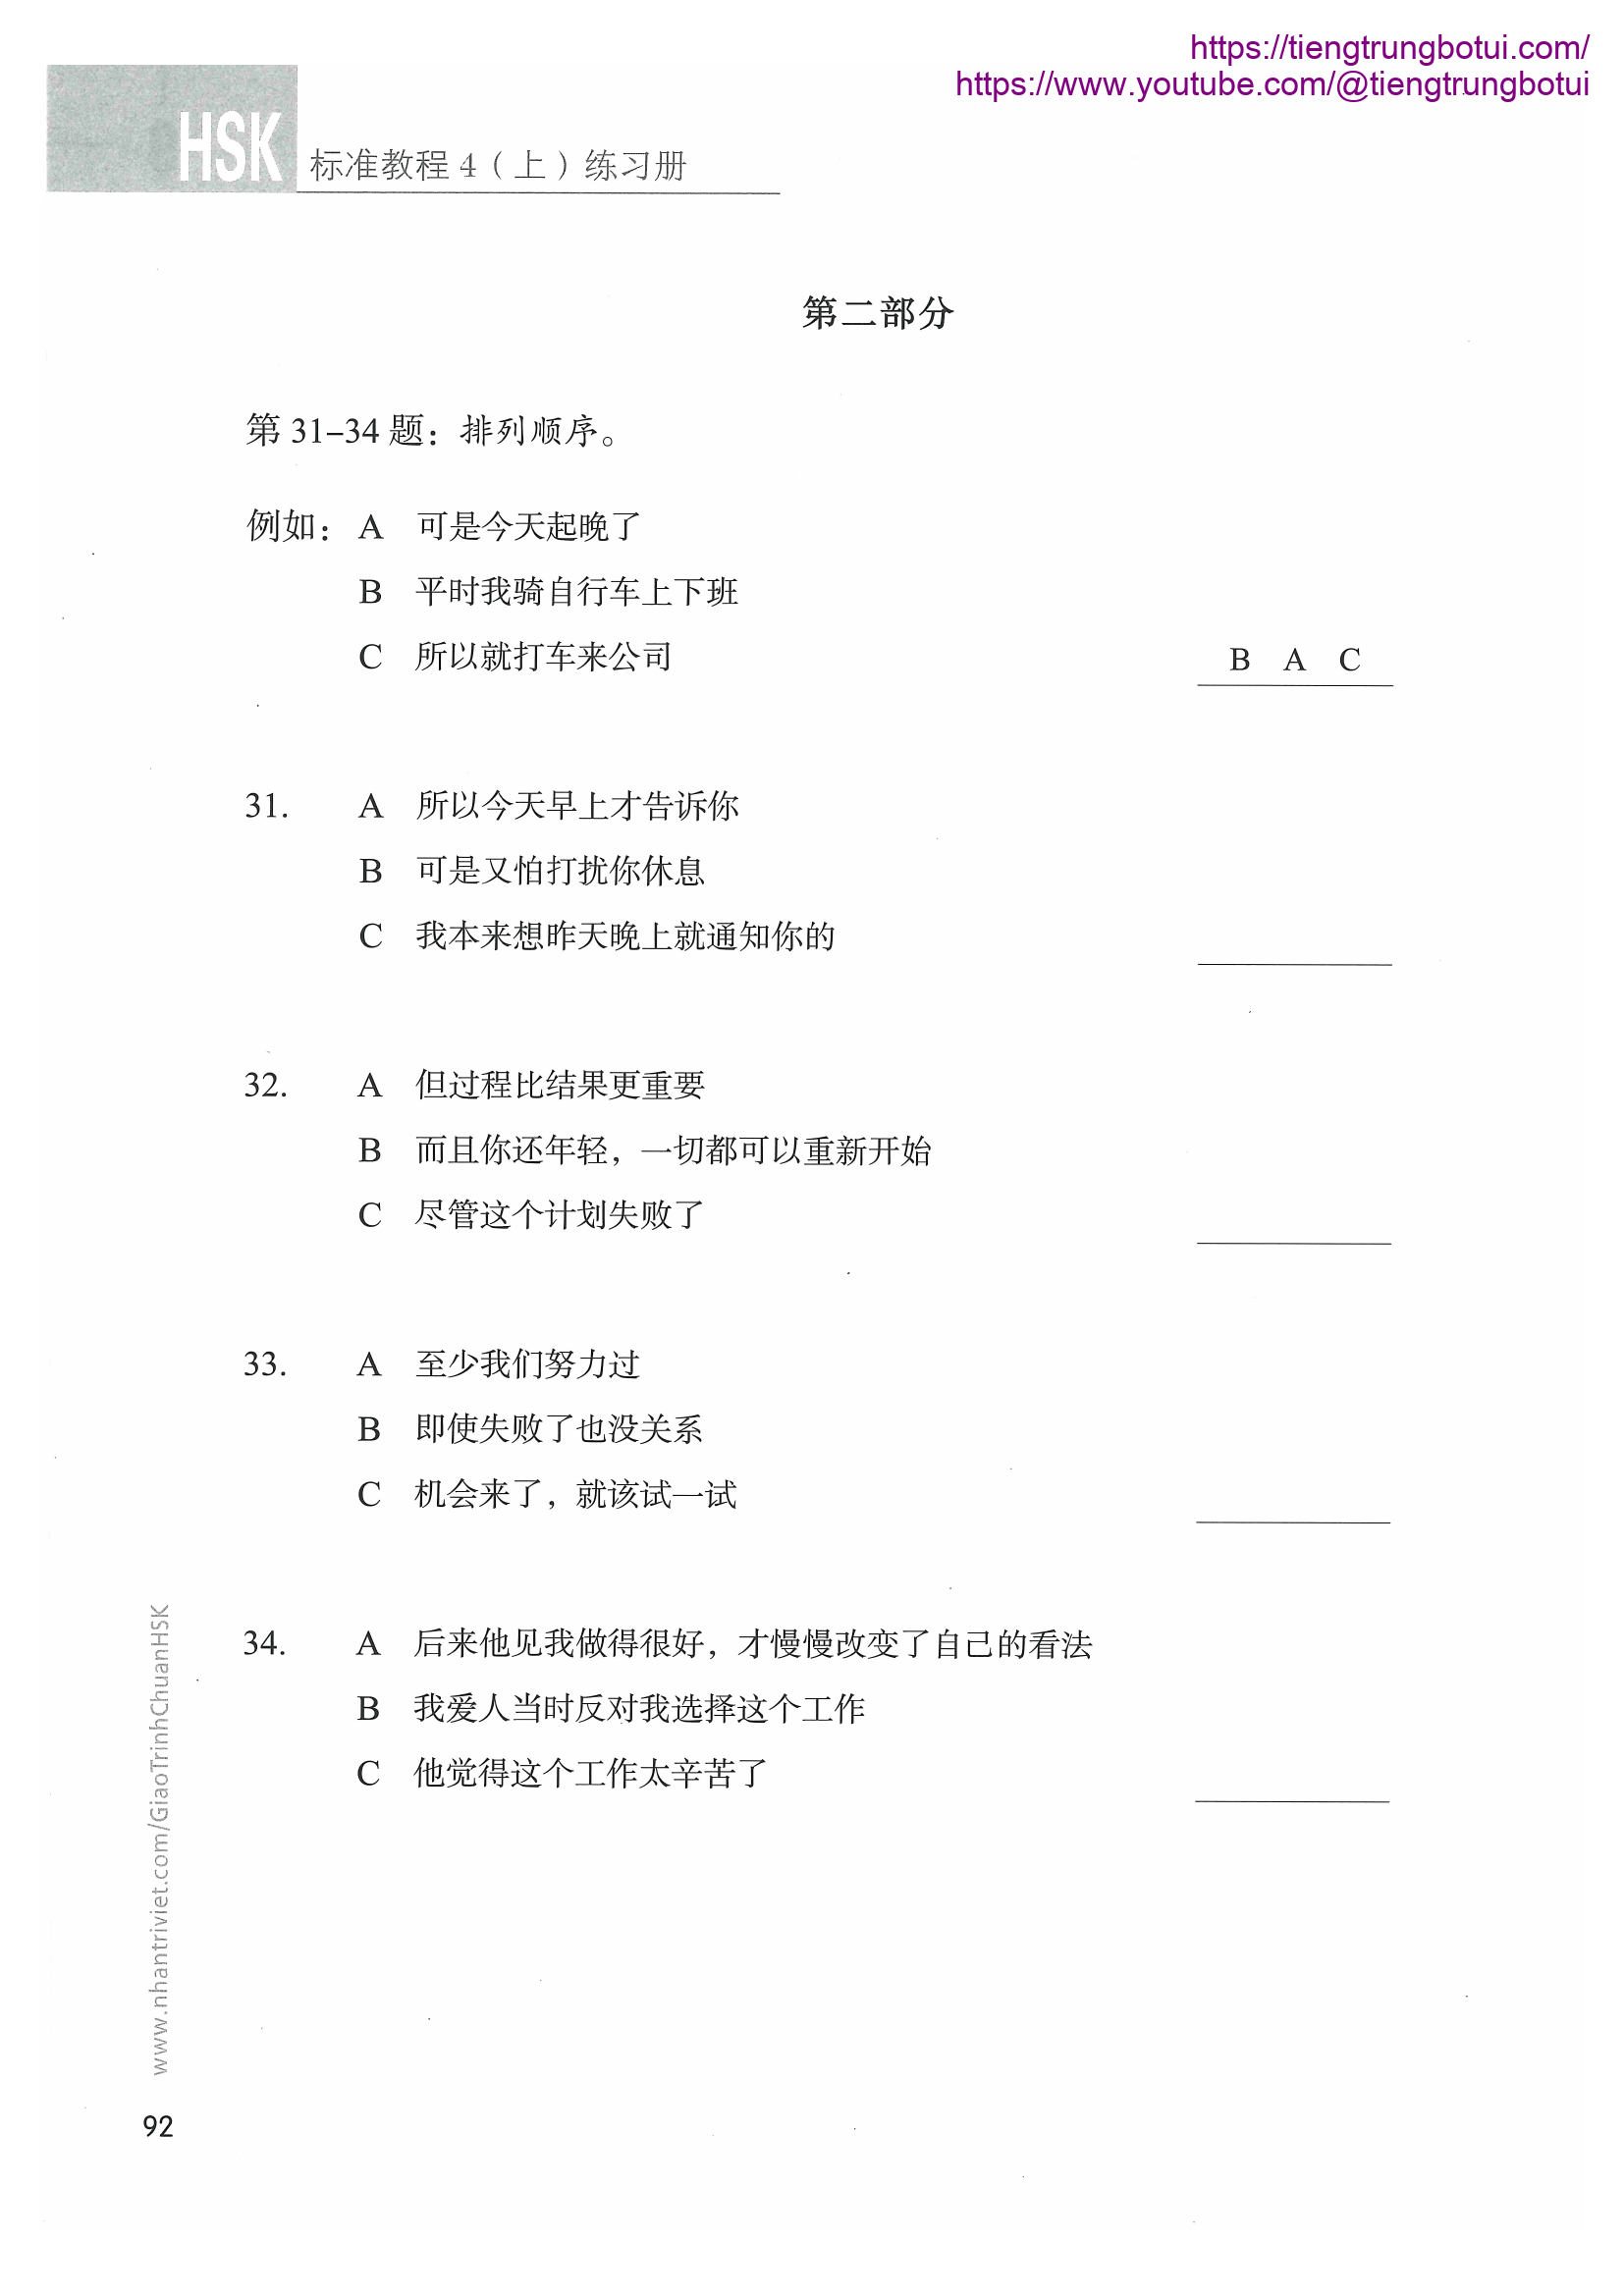 https://tiengtrungbotui.com/
https://www.youtube.com/@tiengtrungbotui
HSK 标准教程 4（上）练习册
第二部分
第 31–34 题：排列顺序。
例如： A 可是今天起晚了
B 平时我骑自行车上下班
C 所以就打车来公司 B A C
31. A 所以今天早上才告诉你
B 可是又怕打扰你休息
C 我本来想昨天晚上就通知你的
32. A 但过程比结果更重要
B 而且你还年轻，一切都可以重新开始
C 尽管这个计划失败了
33. A 至少我们努力过
B 即使失败了也没关系
C 机会来了，就该试一试
34. A 后来他见我做得很好，才慢慢改变了自己的看法
B 我爱人当时反对我选择这个工作
C 他觉得这个工作太辛苦了
www.nhantriviet.com/GiaoTrinhChuanHSK
92